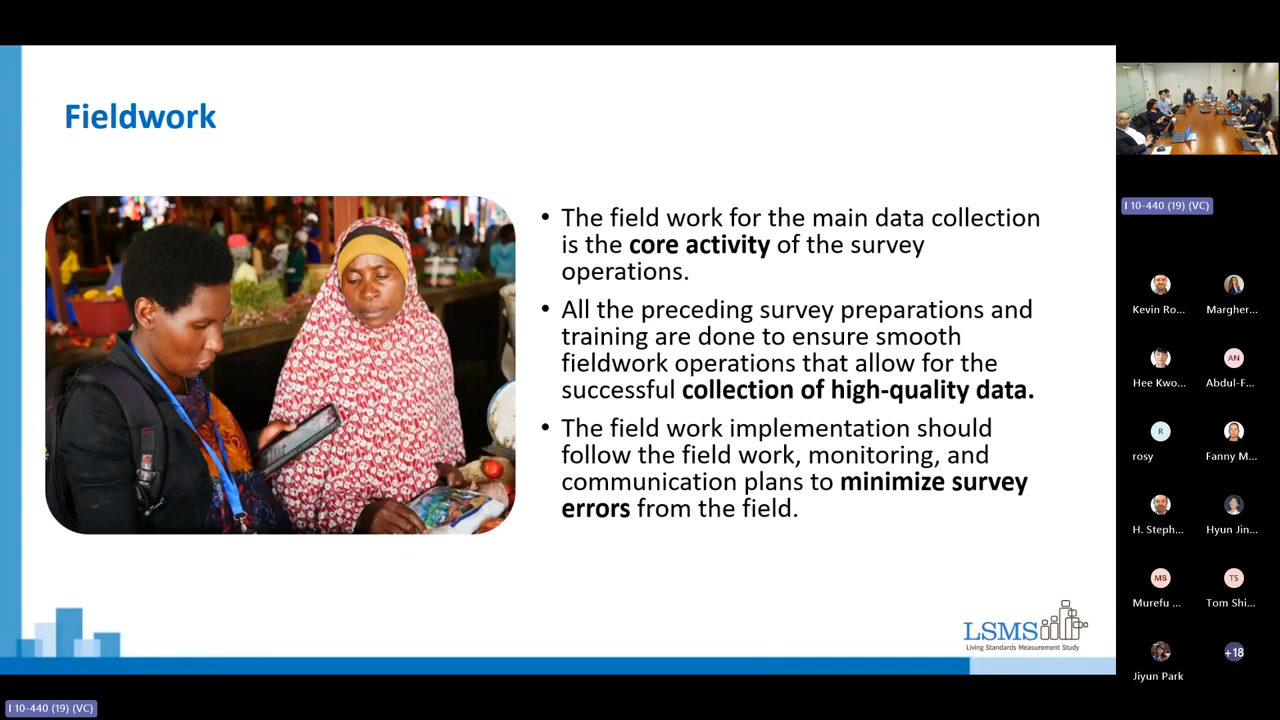 Fieldwork
• The field work for the main data collection
is the core activity of the survey
operations.
• All the preceding survey preparations and
training are done to ensure smooth
fieldwork operations that allow for the
successful collection of high-quality data.
• The field work implementation should
follow the field work, monitoring, and
communication plans to minimize survey
errors from the field.
LSMS
Living Standards Measurement Study
I 10-440 (19) (VC)
I 10-440 (19) (VC)
Kevin Ro...
Margher...
Hee Kwo...
AN
Abdul-F...
R
rosy
Fanny M...
H. Steph...
Hyun Jin...
MB
Murefu ...
TS
Tom Shi...
Jiyun Park
+18